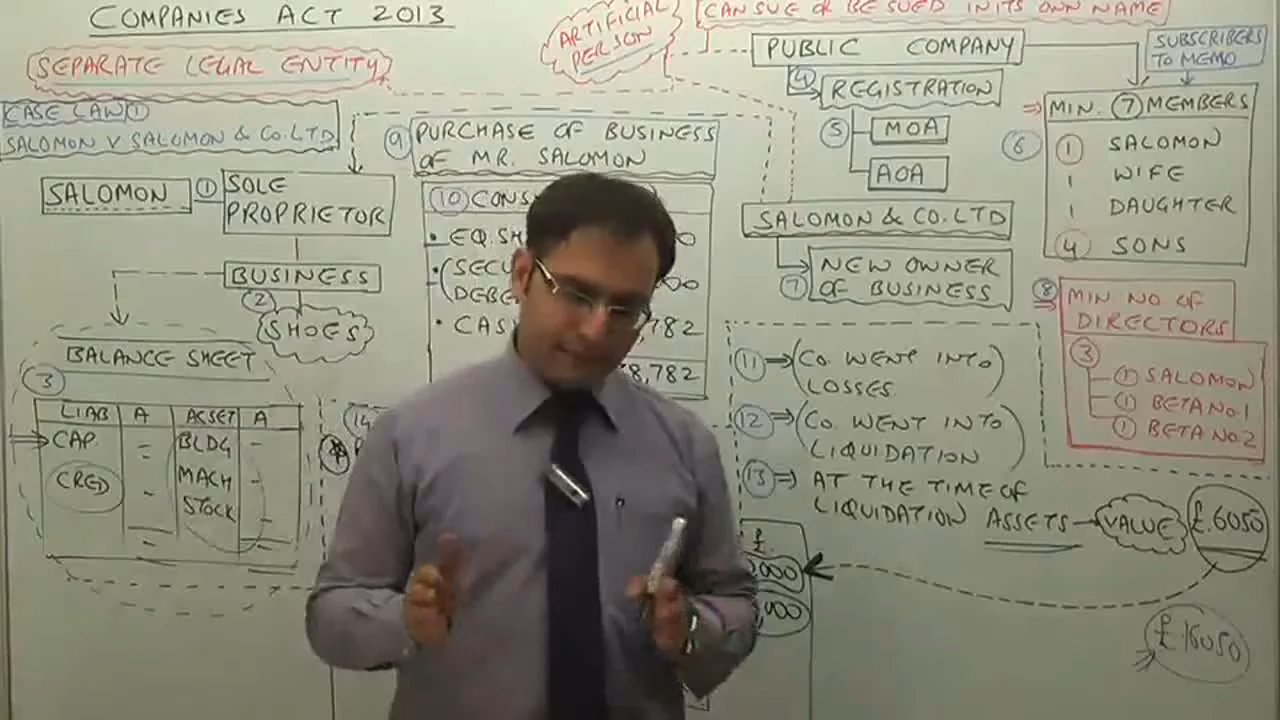 COMPANIES ACT 2013
SEPARATE LEGAL ENTITY
CASE LAW ①
SALOMON V SALOMON & CO. LTD
SALOMON
①
SOLE
PROPRIETOR
BUSINESS
②
SHOES
BALANCE SHEET
③
LIAB A ASSET A
CAP BLDG
CRED MACH
STOCK
ARTIFICIAL
PERSON
CAN SUE OR BE SUED IN ITS OWN NAME
PUBLIC COMPANY
④
REGISTRATION
⑤
MOA
AOA
SUBSCRIBERS
TO MEMO
MIN. ⑦ MEMBERS
⑥
① SALOMON
1 WIFE
1 DAUGHTER
④ SONS
⑨
PURCHASE OF BUSINESS
OF MR. SALOMON
⑩
782
8,782
SALOMON & CO. LTD
⑦
NEW OWNER
OF BUSINESS
⑧
MIN NO OF
DIRECTORS
③
① SALOMON
① BETA NO.1
① BETA NO.2
⑪ ⇒ (CO. WENT INTO
LOSSES)
⑫ ⇒ (CO. WENT INTO
LIQUIDATION)
⑬ ⇒ AT THE TIME OF
LIQUIDATION ASSETS → VALUE £.6050
⑭
£.
000
£.16050